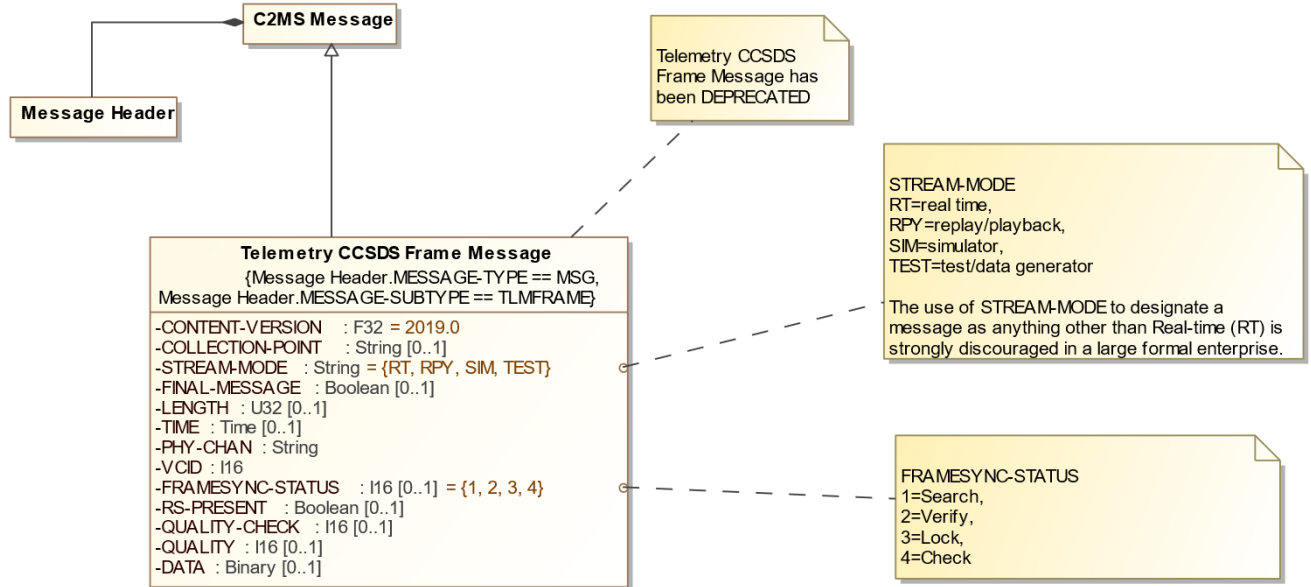 C2MS Message
Message Header
Telemetry CCSDS
Frame Message has
been DEPRECATED
STREAM-MODE
RT=real time,
RPY=replay/playback,
SIM=simulator,
TEST=test/data generator
The use of STREAM-MODE to designate a
message as anything other than Real-time (RT) is
strongly discouraged in a large formal enterprise.
Telemetry CCSDS Frame Message
{Message Header.MESSAGE-TYPE == MSG,
Message Header.MESSAGE-SUBTYPE == TLMFRAME}
-CONTENT-VERSION : F32 = 2019.0
-COLLECTION-POINT : String [0..1]
-STREAM-MODE : String = {RT, RPY, SIM, TEST}
-FINAL-MESSAGE : Boolean [0..1]
-LENGTH : U32 [0..1]
-TIME : Time [0..1]
-PHY-CHAN : String
-VCID : I16
-FRAMESYNC-STATUS : I16 [0..1] = {1, 2, 3, 4}
-RS-PRESENT : Boolean [0..1]
-QUALITY-CHECK : I16 [0..1]
-QUALITY : I16 [0..1]
-DATA : Binary [0..1]
FRAMESYNC-STATUS
1=Search,
2=Verify,
3=Lock,
4=Check